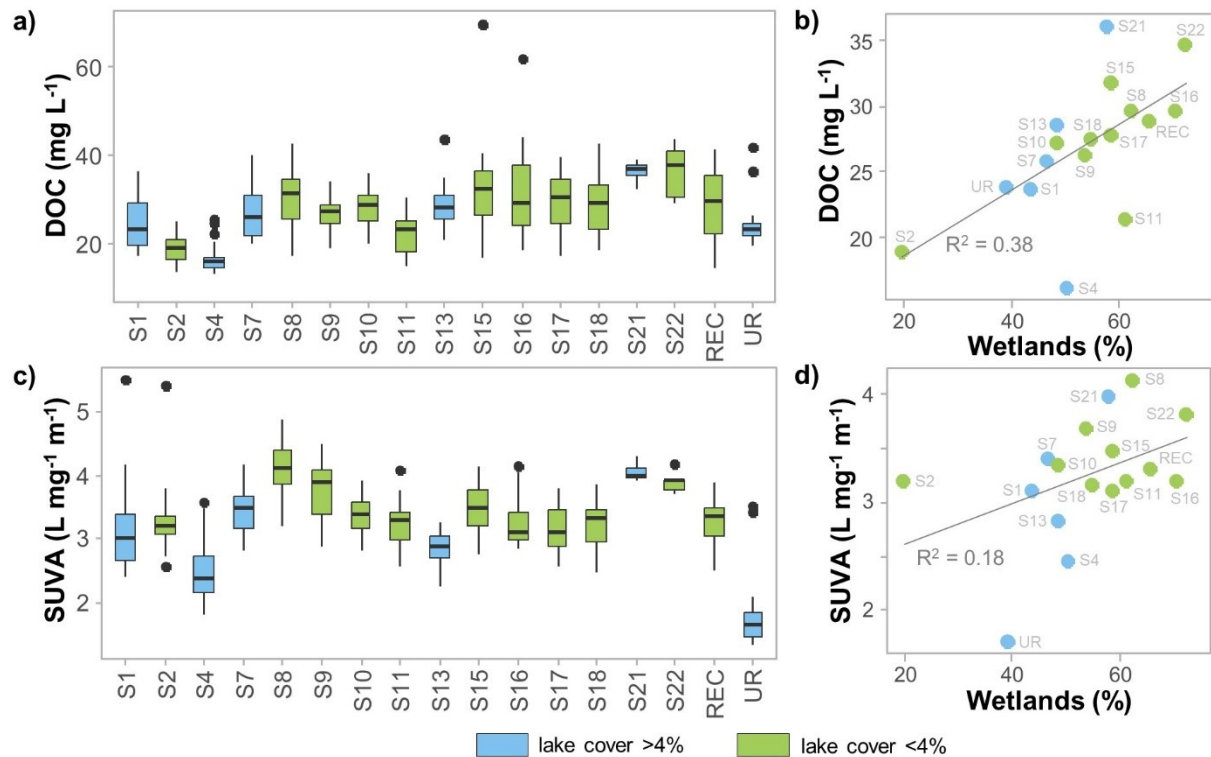 a)
DOC (mg L-1)
60
40
20
S1 S2 S4 S7 S8 S9 S10 S11 S13 S15 S16 S17 S18 S21 S22 REC UR
b)
DOC (mg L-1)
35
30
25
20
S21
S22
S15
S8
S16
S13
S18
S10
REC
S17
S7
S9
UR
S1
S11
S2
R2 = 0.38
S4
20 40 60
Wetlands (%)
c)
SUVA (L mg-1 m-1)
5
4
3
2
S1 S2 S4 S7 S8 S9 S10 S11 S13 S15 S16 S17 S18 S21 S22 REC UR
d)
SUVA (L mg-1 m-1)
4
3
2
S8
S21
S22
S9
S7
S15
S10
REC
S2
S1
S18
S11
S16
S17
S13
R2 = 0.18
S4
UR
20 40 60
Wetlands (%)
lake cover >4% lake cover <4%